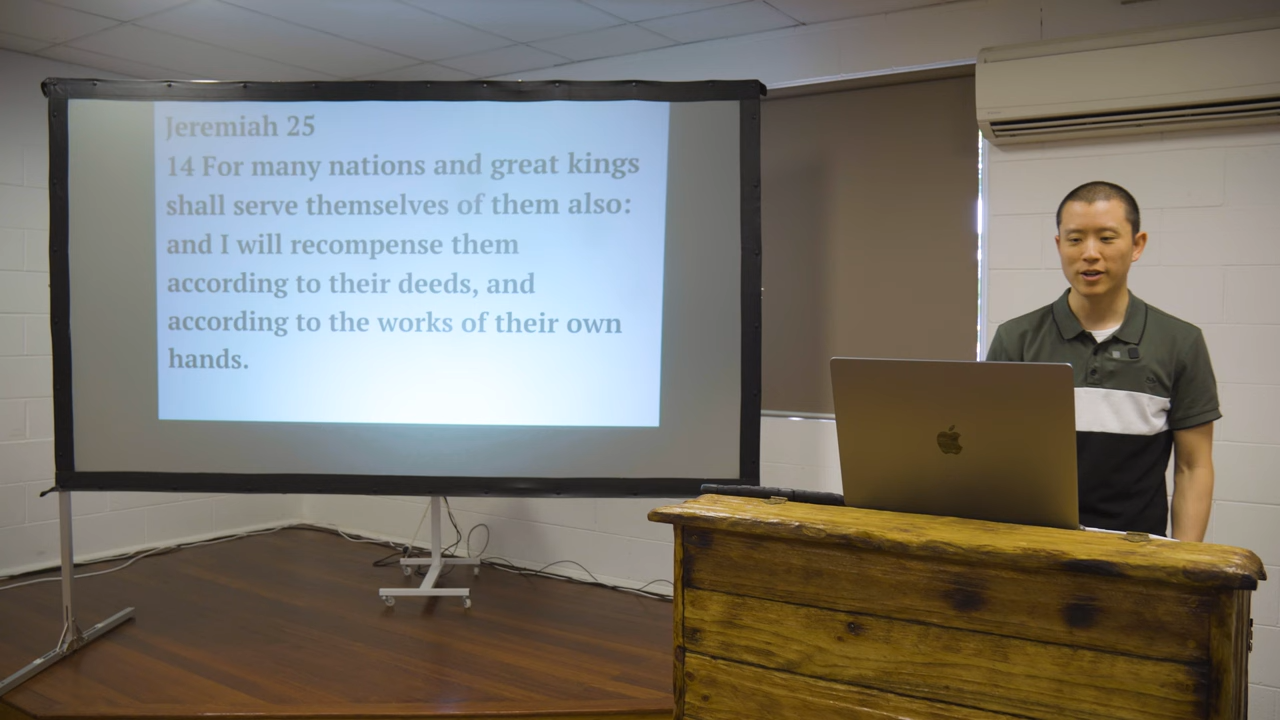 Jeremiah 25
14 For many nations and great kings
shall serve themselves of them also:
and I will recompense them
according to their deeds, and
according to the works of their own
hands.